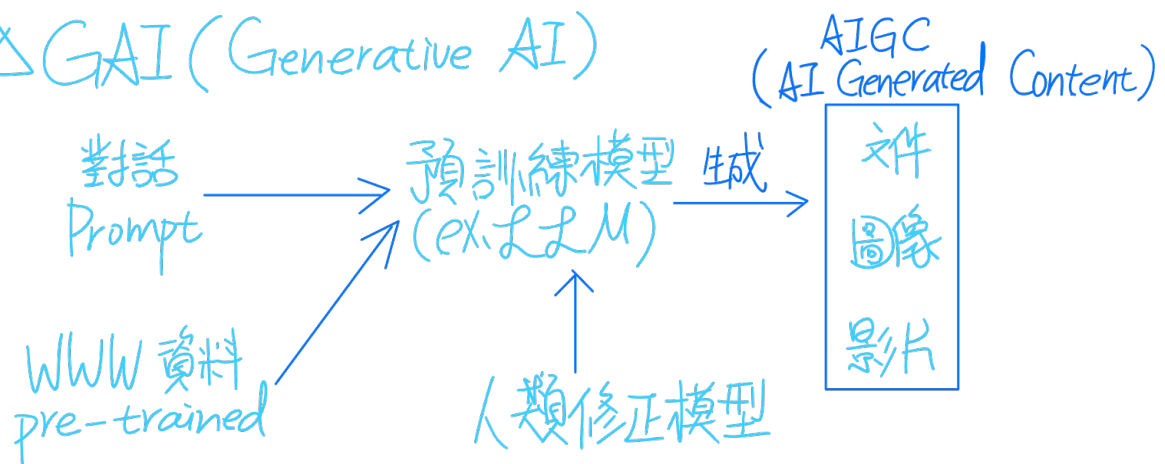 △GAI(Generative AI)
AIGC
(AI Generated Content)
對話
Prompt
預訓練模型
(ex.LLM)
生成
文件
圖像
影片
WWW 資料
pre-trained
人類修正模型